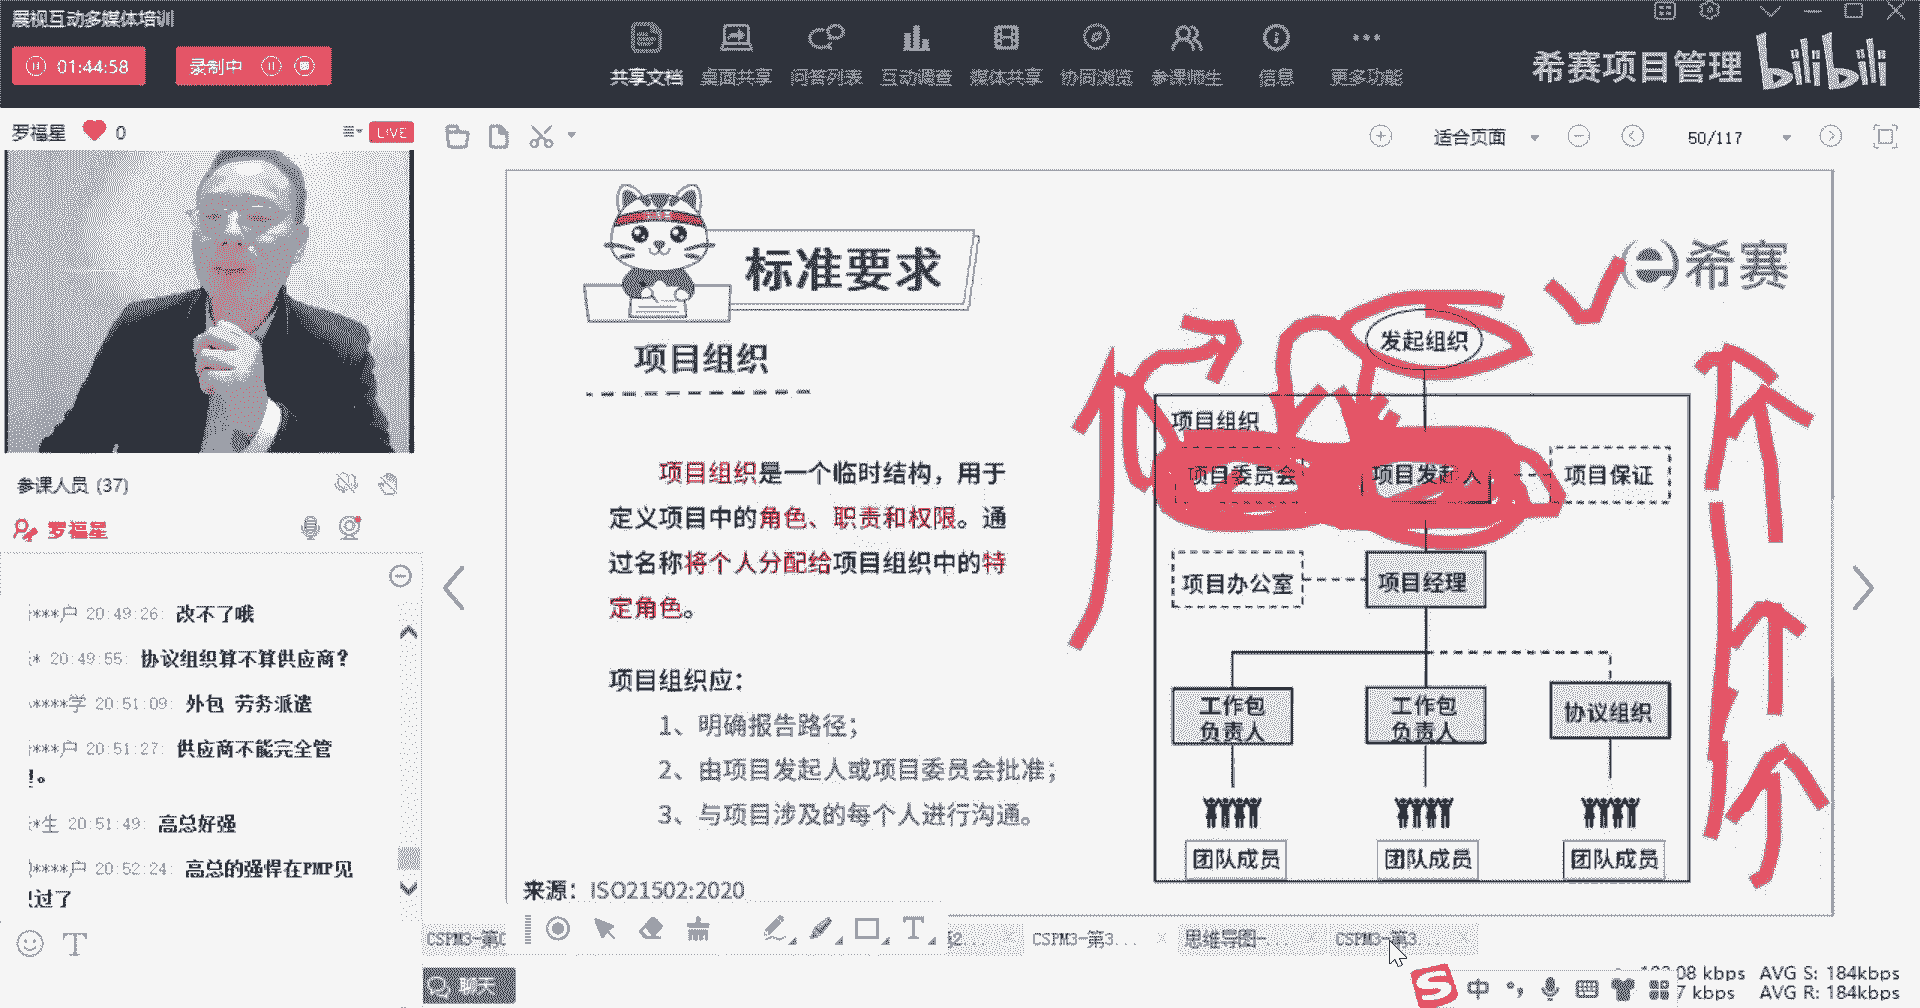 展视互动多媒体培训
01:44:58
录制中
共享文档 桌面共享 问答列表 互动调查 媒体共享 协同浏览 参课师生 信息 更多功能
希赛项目管理 bilibili
罗福星 0
LIVE
适合页面
50/117
标准要求
希赛
项目组织
项目组织是一个临时结构，用于
定义项目中的角色、职责和权限。通
过名称将个人分配给项目组织中的特
定角色。
项目组织应：
1、明确报告路径；
2、由项目发起人或项目委员会批准；
3、与项目涉及的每个人进行沟通。
来源：ISO21502:2020
发起组织
项目组织
项目委员会
项目发起人
项目保证
项目办公室
项目经理
工作包
负责人
工作包
负责人
协议组织
团队成员
团队成员
团队成员
参课人员 (37)
罗福星
***户 20:49:26: 改不了哦
* 20:49:55: 协议组织算不算供应商？
****学 20:51:09: 外包 劳务派遣
***户 20:51:27: 供应商不能完全管
。
*生 20:51:49: 高总好强
****户 20:52:24: 高总的强悍在PMP见
过了
T
T
CSPM3-第
2...
CSPM3-第3...
思维导图-...
CSPM3-第3...
聊天
S 中
08 kbps AVG S: 184kbps
7 kbps AVG R: 184kbps